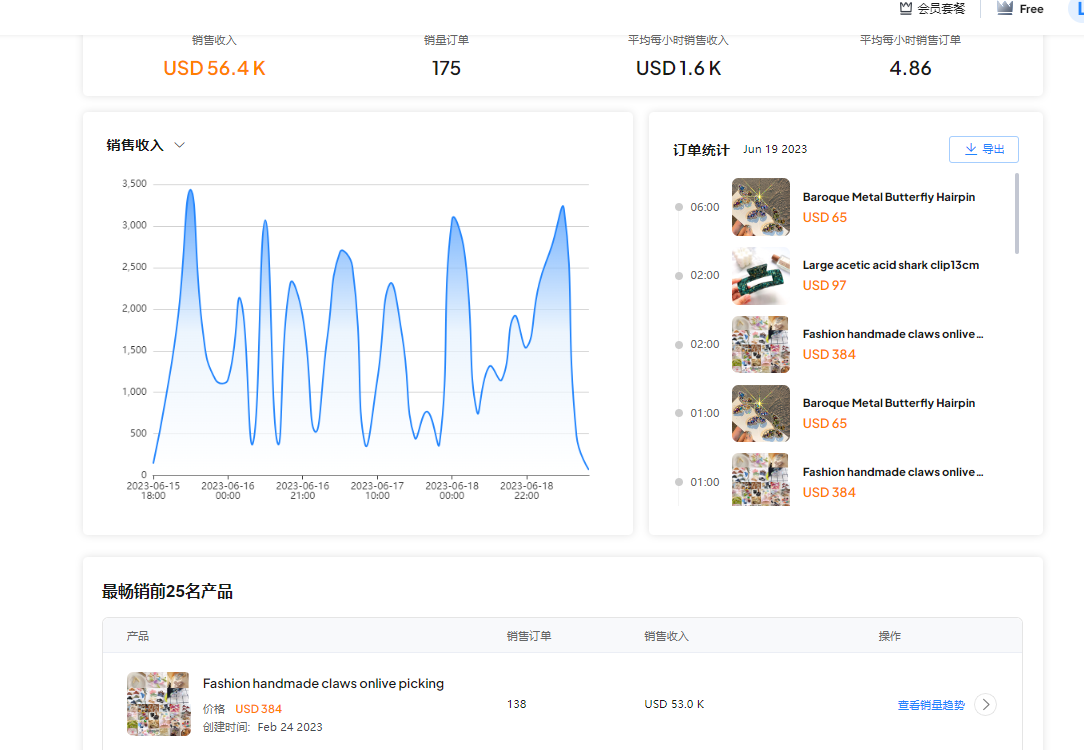 会员套餐 Free
销售收入 销量订单 平均每小时销售收入 平均每小时销售订单
USD 56.4 K 175 USD 1.6 K 4.86
销售收入
3,500
3,000
2,500
2,000
1,500
1,000
500
0
2023-06-15 2023-06-16 2023-06-16 2023-06-17 2023-06-18 2023-06-18
18:00 00:00 21:00 10:00 00:00 22:00
订单统计 Jun 19 2023 导出
06:00 Baroque Metal Butterfly Hairpin
USD 65
02:00 Large acetic acid shark clip13cm
USD 97
02:00 Fashion handmade claws onlive...
USD 384
01:00 Baroque Metal Butterfly Hairpin
USD 65
01:00 Fashion handmade claws onlive...
USD 384
最畅销前25名产品
产品 销售订单 销售收入 操作
Fashion handmade claws onlive picking
价格 USD 384
创建时间: Feb 24 2023
138 USD 53.0 K 查看销量趋势